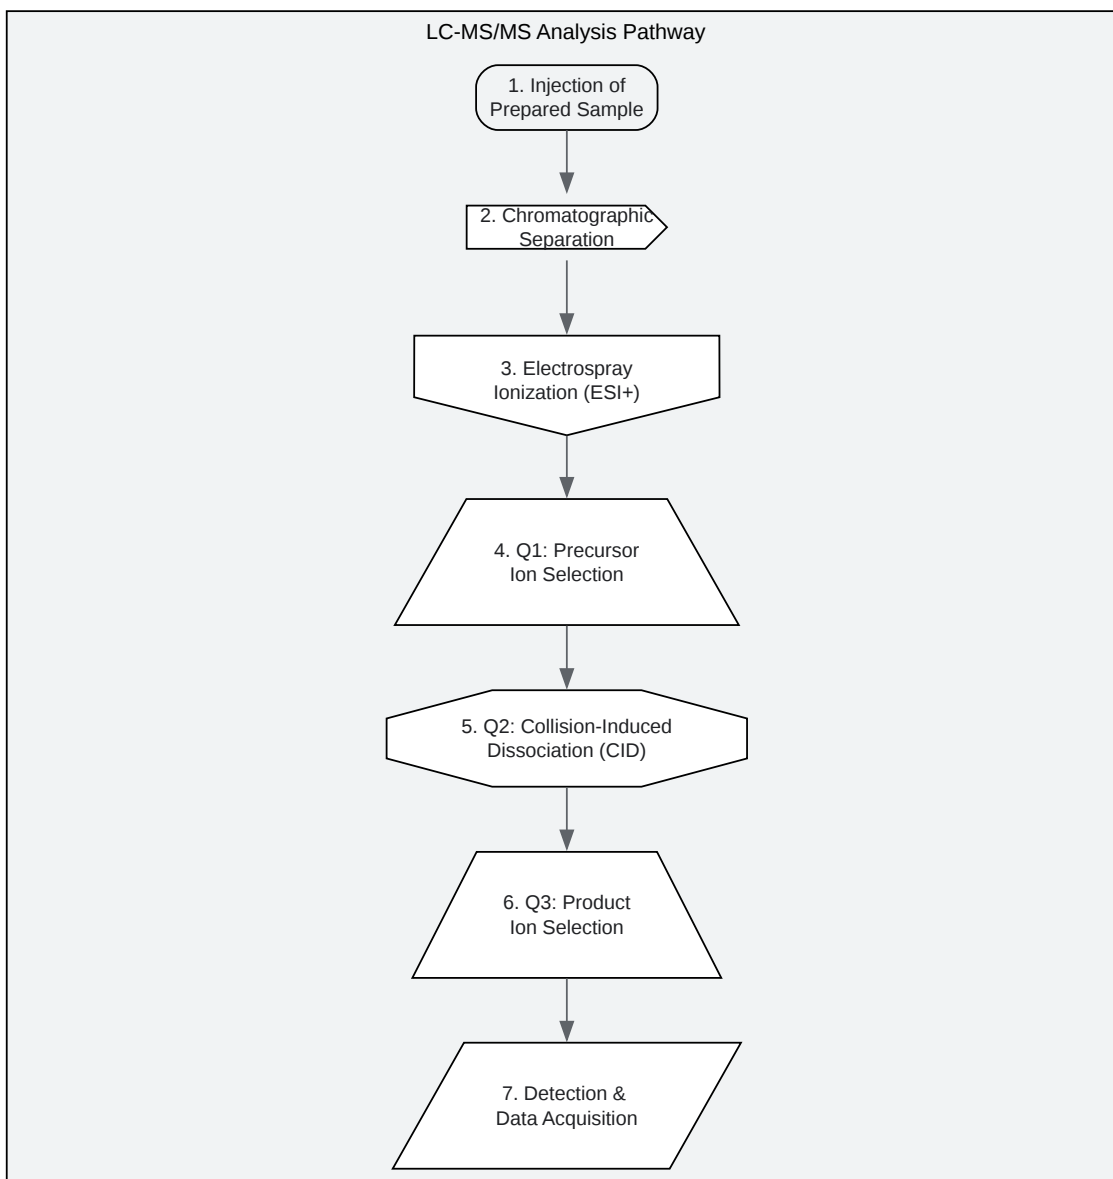 LC-MS/MS Analysis Pathway
1. Injection of
Prepared Sample
2. Chromatographic
Separation
3. Electrospray
Ionization (ESI+)
4. Q1: Precursor
Ion Selection
5. Q2: Collision-Induced
Dissociation (CID)
6. Q3: Product
Ion Selection
7. Detection &
Data Acquisition